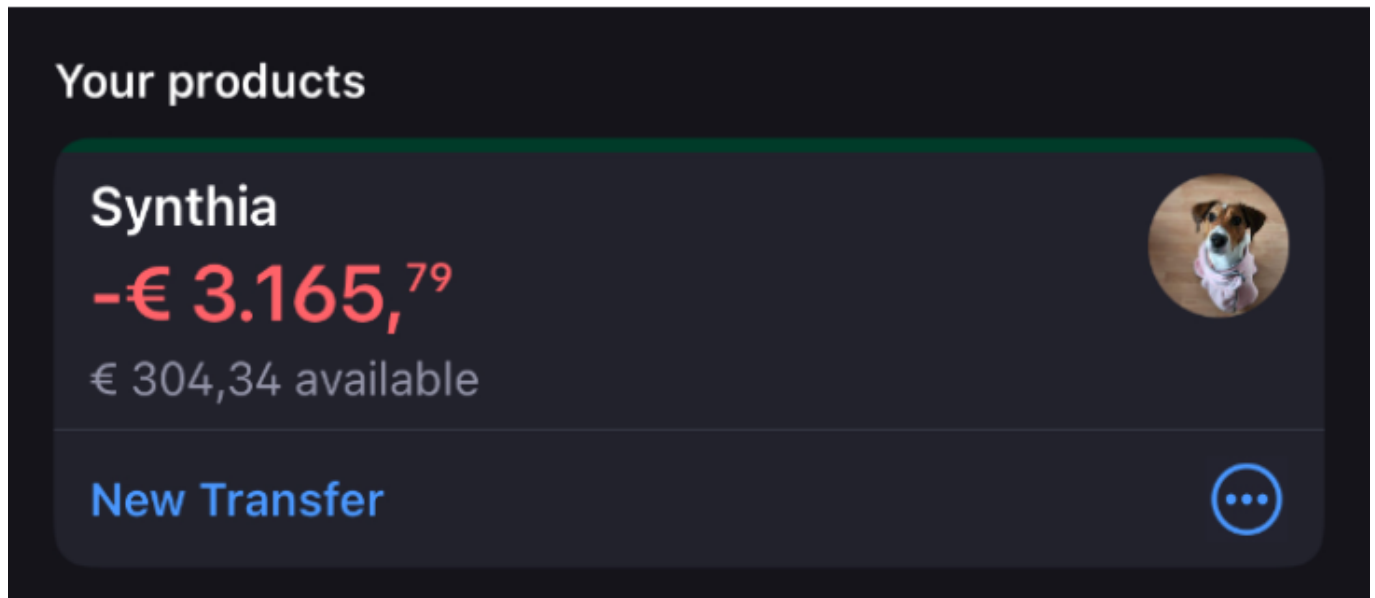 Your products
Synthia
-€ 3.165,79
€ 304,34 available
New Transfer